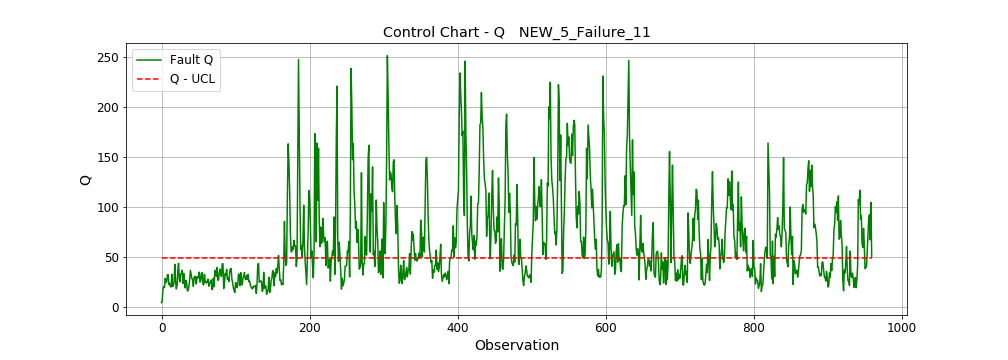 Control Chart - Q   NEW_5_Failure_11
Fault Q
Q - UCL
250
200
150
100
50
0
Q
0 200 400 600 800 1000
Observation